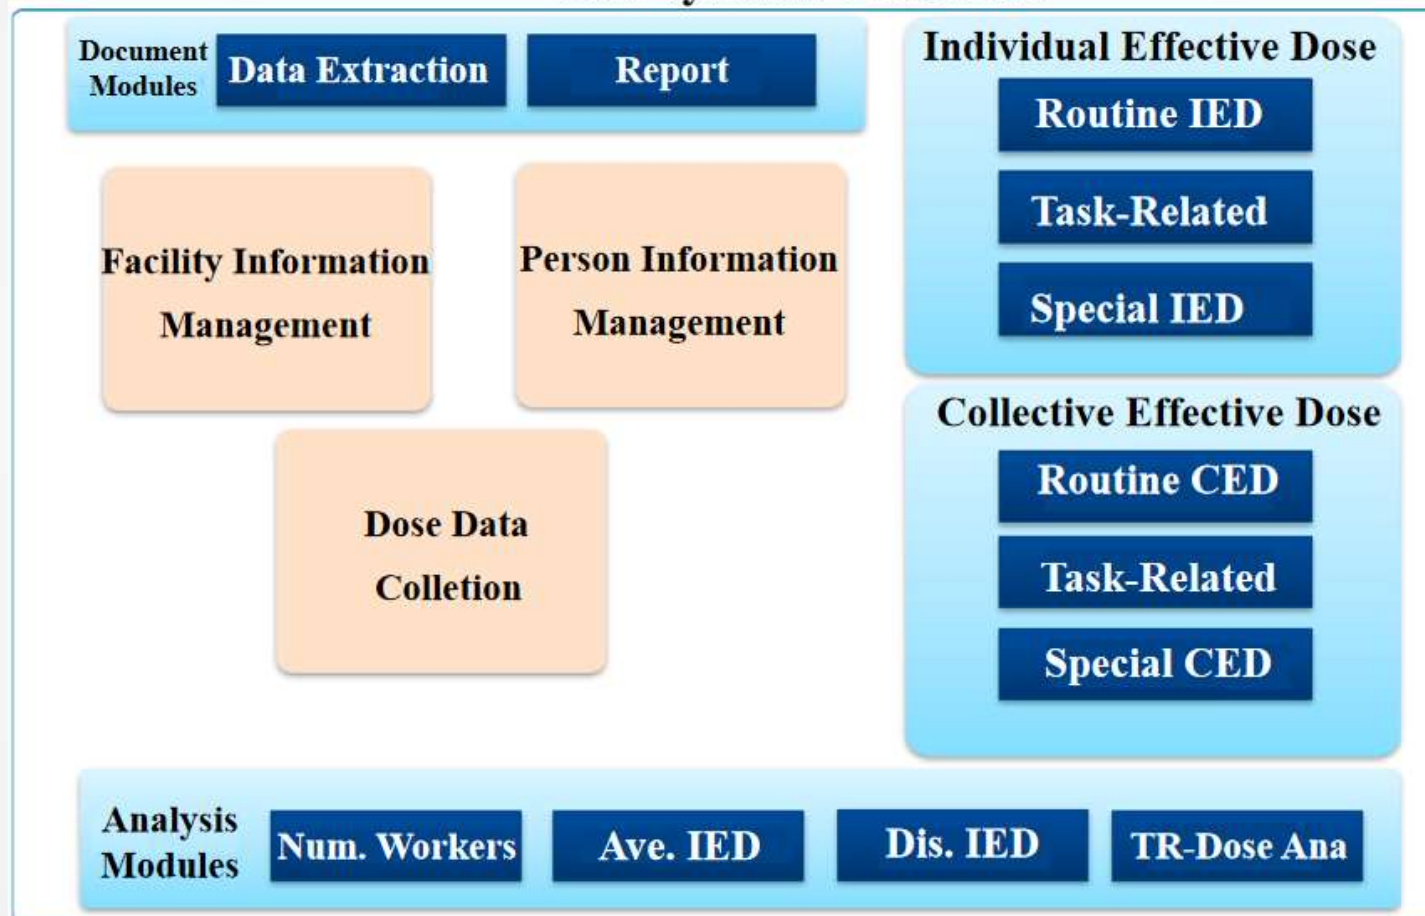 Document
Modules
Data Extraction
Report
Individual Effective Dose
Routine IED
Task-Related
Special IED
Facility Information
Management
Person Information
Management
Dose Data
Colletion
Collective Effective Dose
Routine CED
Task-Related
Special CED
Analysis
Modules
Num. Workers
Ave. IED
Dis. IED
TR-Dose Ana